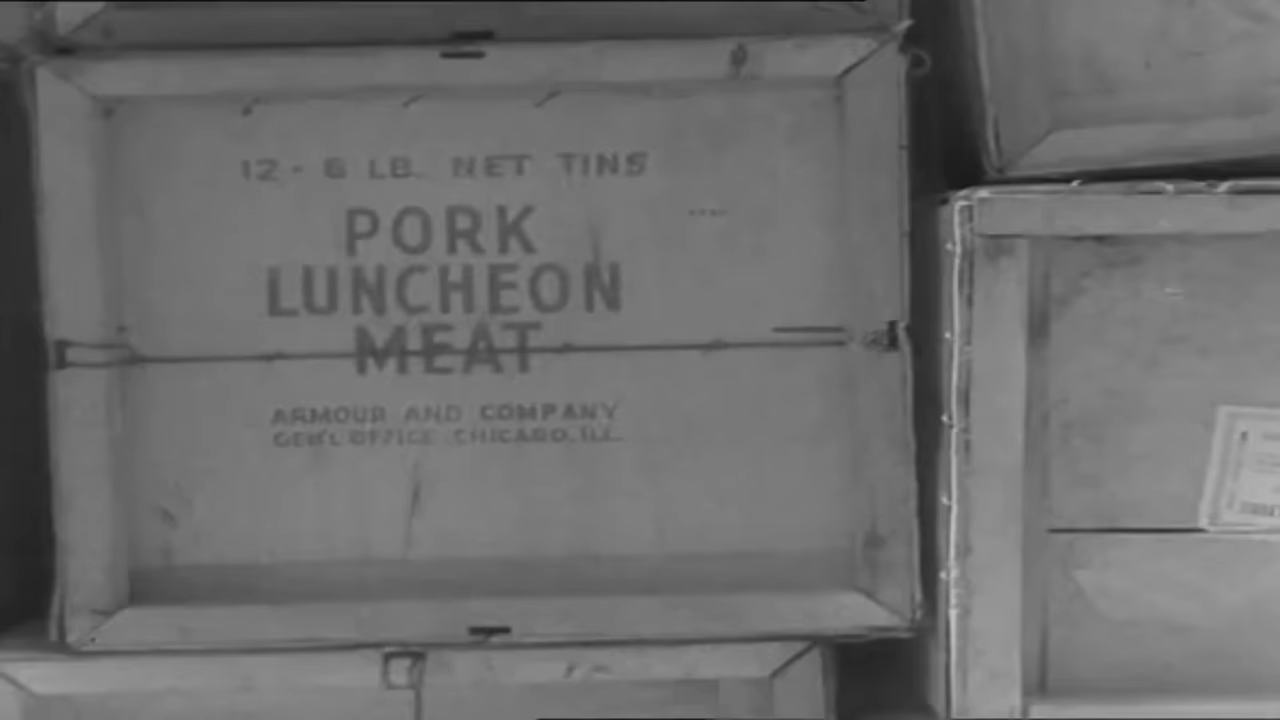 12 - 6 LB. NET TINS
PORK
LUNCHEON
MEAT
ARMOUR AND COMPANY
GEN'L OFFICE CHICAGO, ILL.